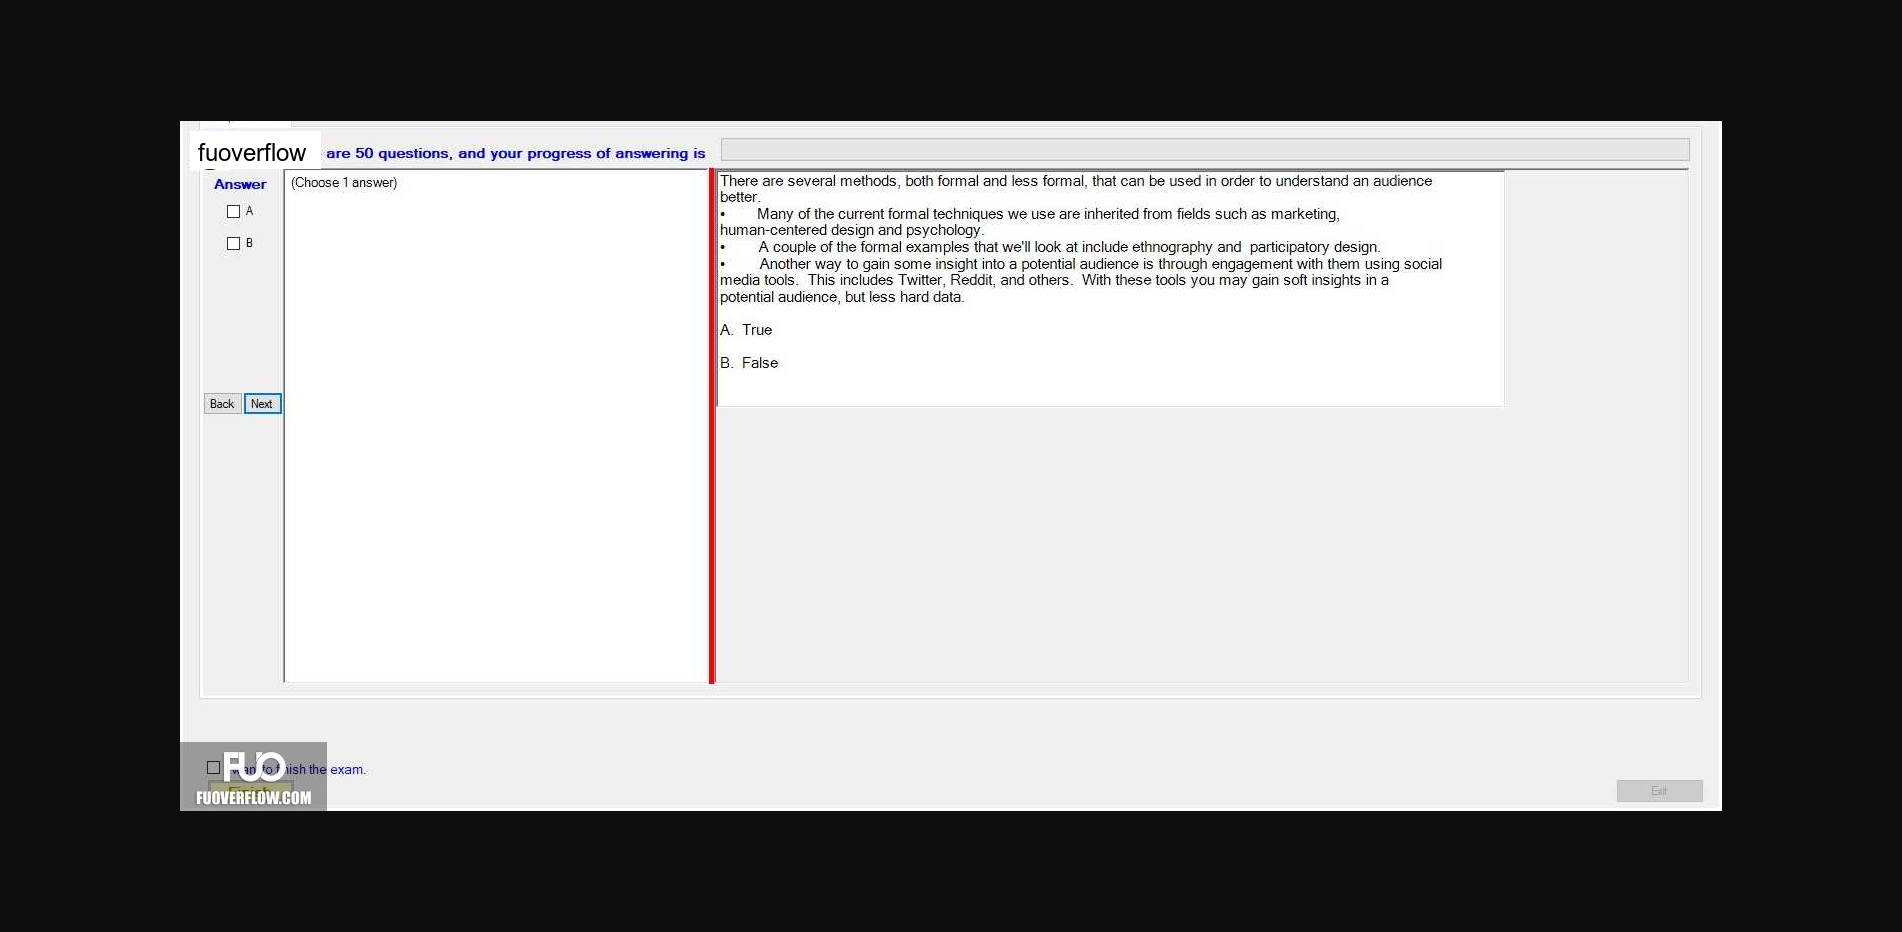 fuoverflow are 50 questions, and your progress of answering is
Answer
A
B
Back Next
(Choose 1 answer)
There are several methods, both formal and less formal, that can be used in order to understand an audience
better.
• Many of the current formal techniques we use are inherited from fields such as marketing,
human-centered design and psychology.
• A couple of the formal examples that we'll look at include ethnography and participatory design.
• Another way to gain some insight into a potential audience is through engagement with them using social
media tools. This includes Twitter, Reddit, and others. With these tools you may gain soft insights in a
potential audience, but less hard data.
A. True
B. False
FUO
want to finish the exam.
Finish
FUOVERFLOW.COM
Exit